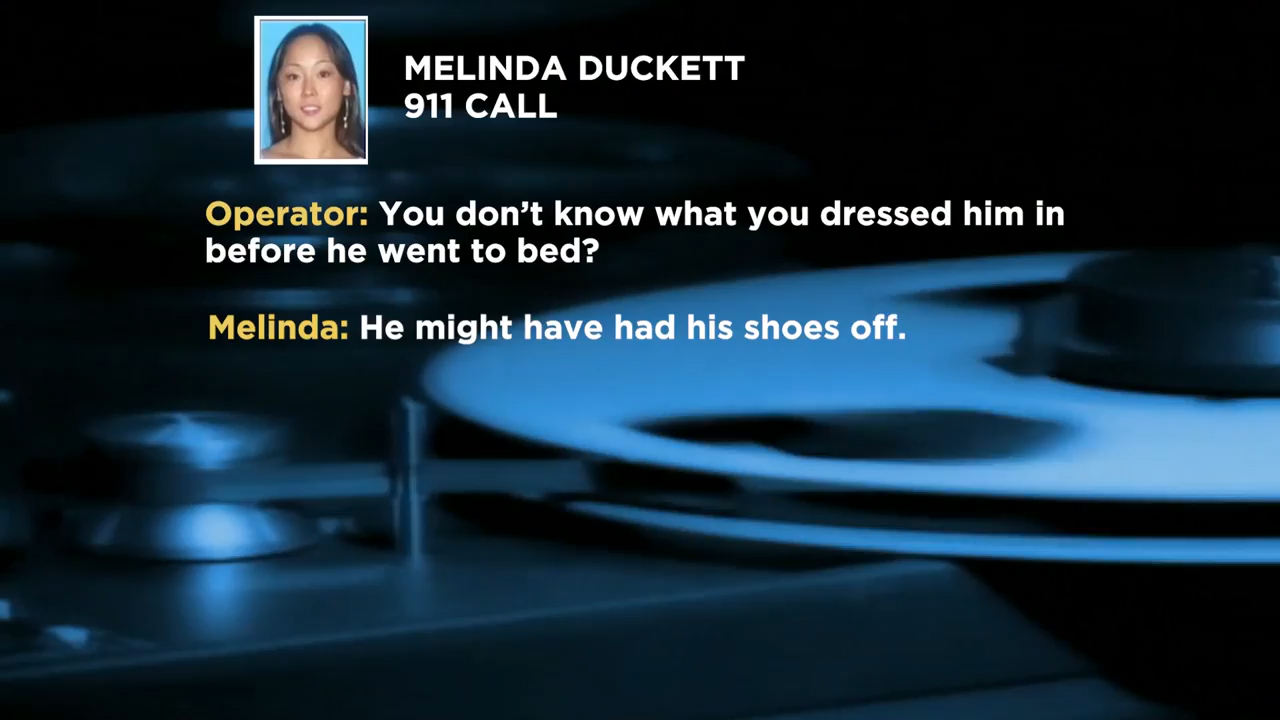 MELINDA DUCKETT
911 CALL
Operator: You don’t know what you dressed him in
before he went to bed?
Melinda: He might have had his shoes off.